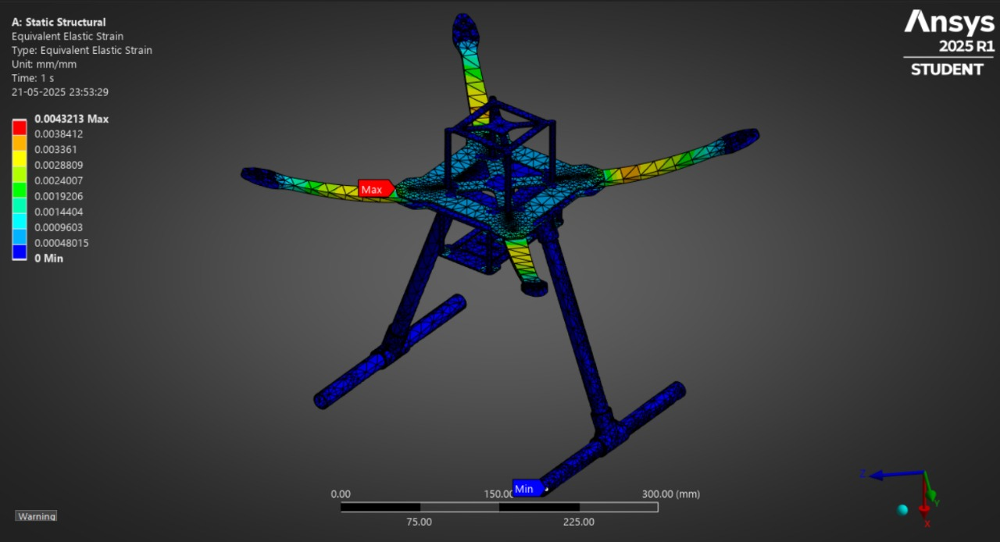 A: Static Structural
Equivalent Elastic Strain
Type: Equivalent Elastic Strain
Unit: mm/mm
Time: 1 s
21-05-2025 23:53:29
0.0043213 Max
0.0038412
0.003361
0.0028809
0.0024007
0.0019206
0.0014404
0.0009603
0.00048015
0 Min
Ansys
2025 R1
STUDENT
Max
Min
0.00
150.00
300.00 (mm)
75.00
225.00
Warning
Z
Y
X